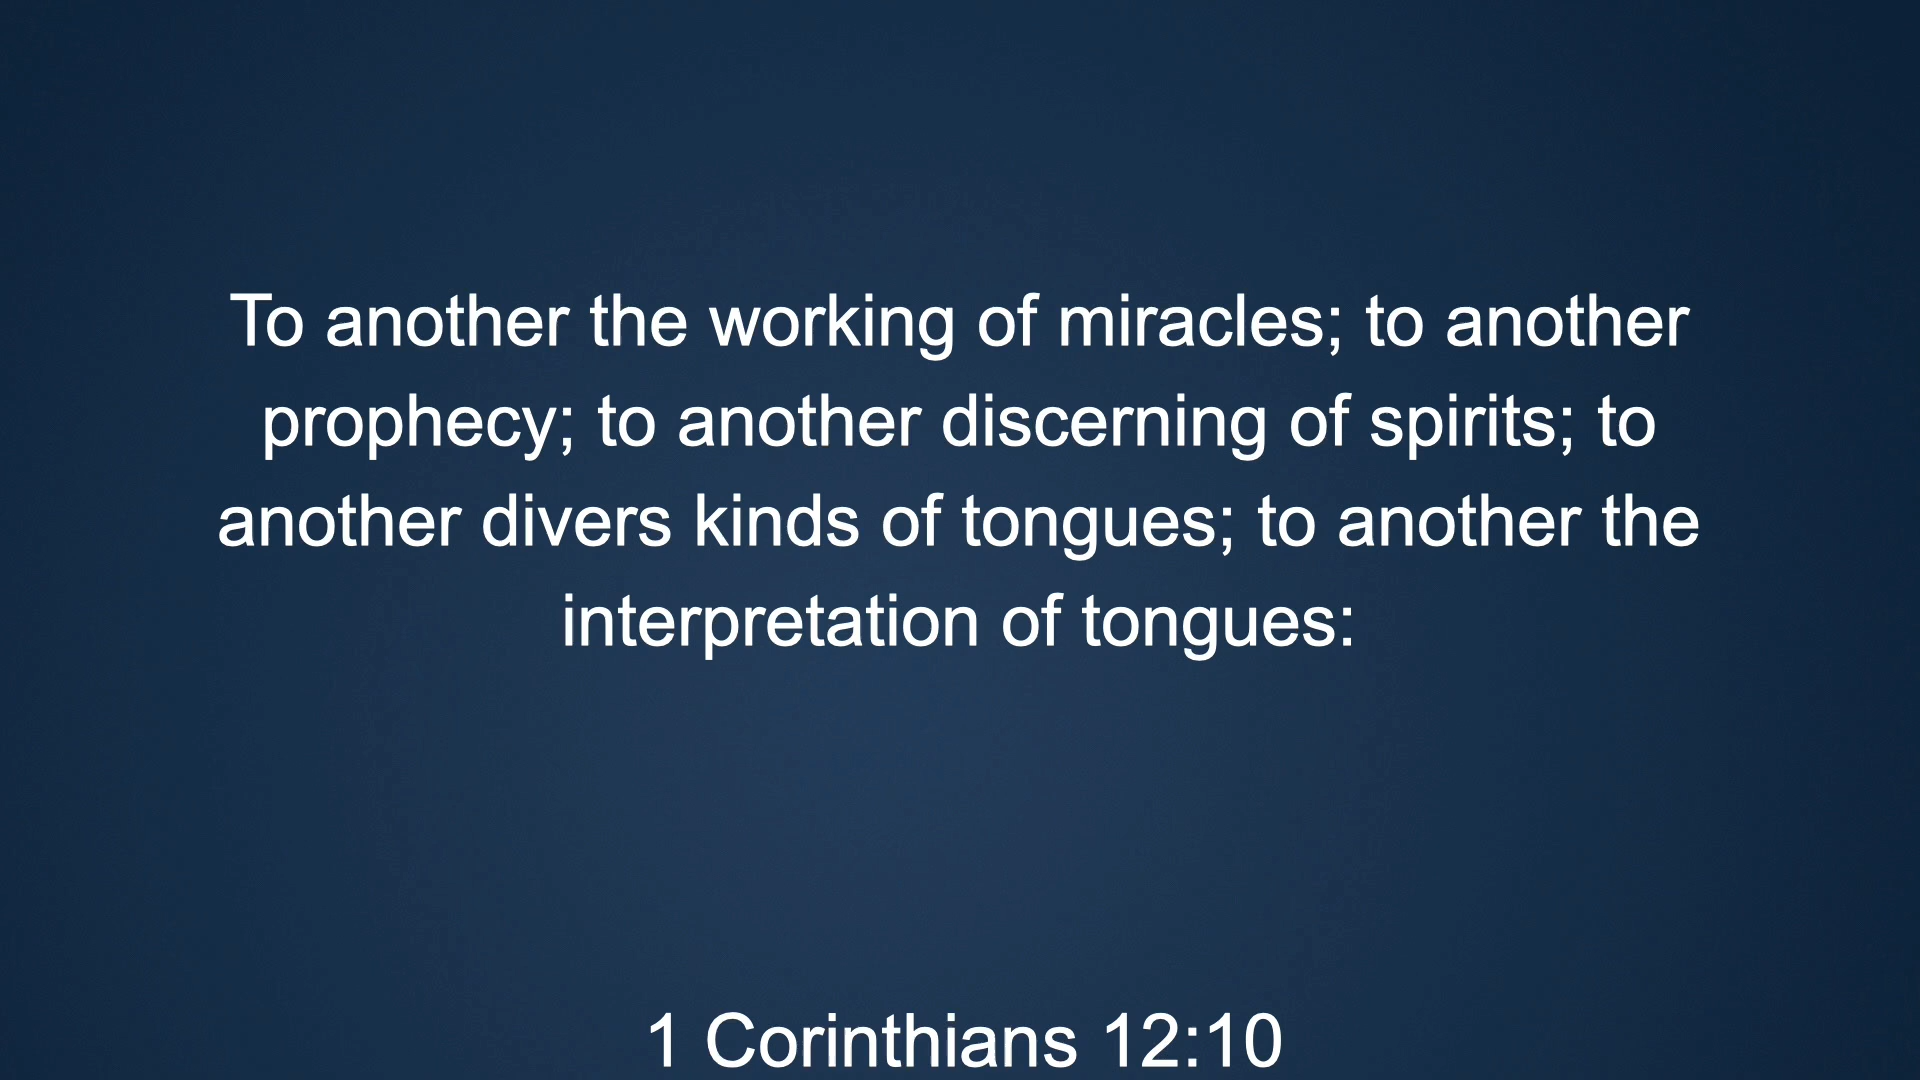 To another the working of miracles; to another
prophecy; to another discerning of spirits; to
another divers kinds of tongues; to another the
interpretation of tongues:
1 Corinthians 12:10